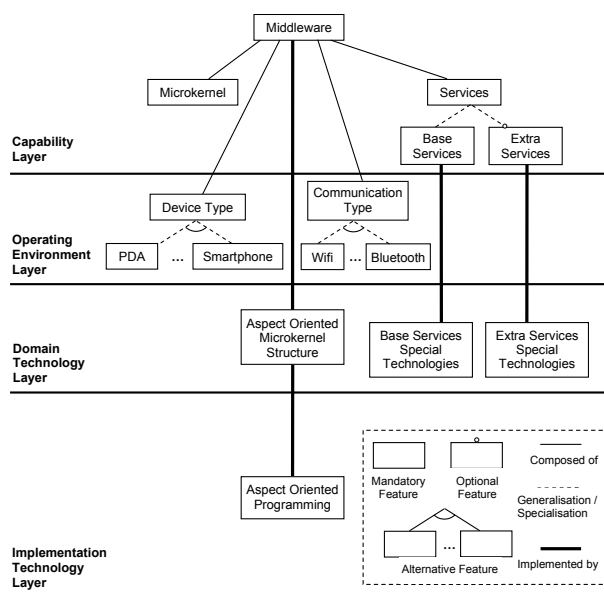 Middleware
Microkernel
Services
Base
Services
Extra
Services
Capability
Layer
Device Type
Communication
Type
PDA
...
Smartphone
Wifi
...
Bluetooth
Operating
Environment
Layer
Aspect Oriented
Microkernel
Structure
Base Services
Special
Technologies
Extra Services
Special
Technologies
Domain
Technology
Layer
Aspect Oriented
Programming
Mandatory
Feature
Optional
Feature
Composed of
Generalisation /
Specialisation
...
Alternative Feature
Implemented by
Implementation
Technology
Layer